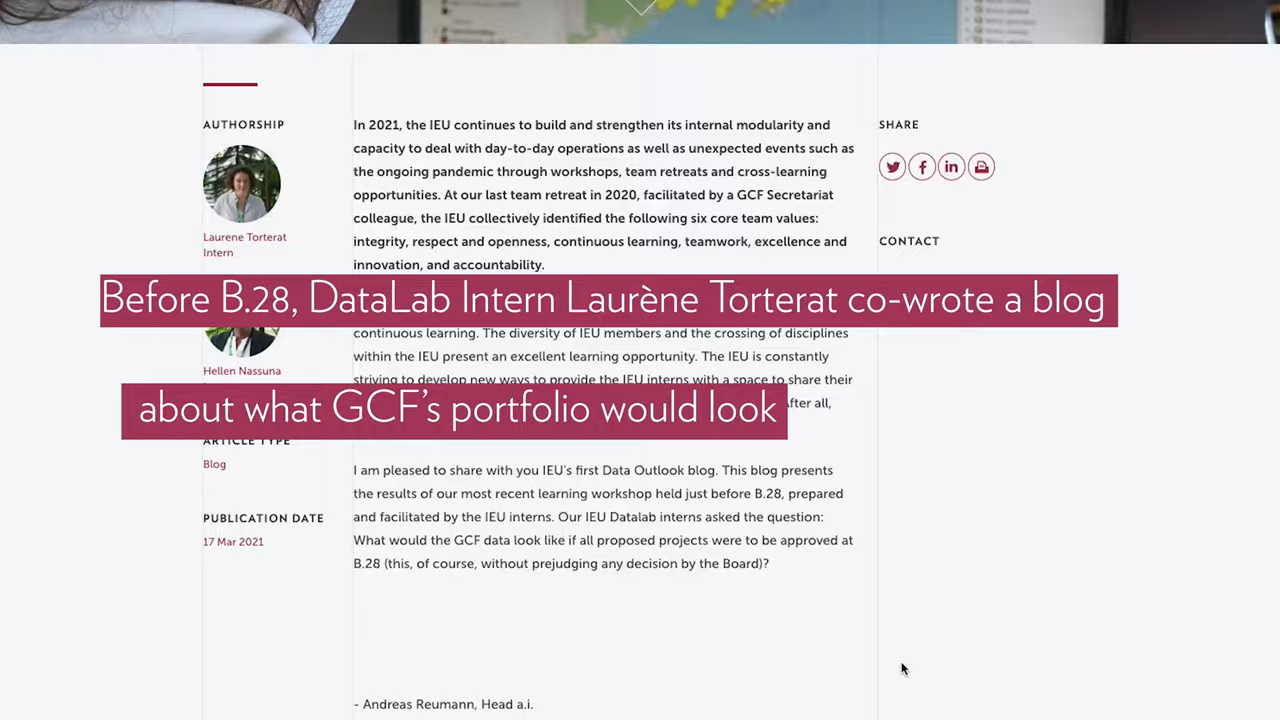 AUTHORSHIP
Laurene Torterat
Intern
Hellen Nassuna
ARTICLE TYPE
Blog
PUBLICATION DATE
17 Mar 2021
In 2021, the IEU continues to build and strengthen its internal modularity and
capacity to deal with day-to-day operations as well as unexpected events such as
the ongoing pandemic through workshops, team retreats and cross-learning
opportunities. At our last team retreat in 2020, facilitated by a GCF Secretariat
colleague, the IEU collectively identified the following six core team values:
integrity, respect and openness, continuous learning, teamwork, excellence and
innovation, and accountability.
Before B.28, DataLab Intern Laurène Torterat co-wrote a blog
continuous learning. The diversity of IEU members and the crossing of disciplines
within the IEU present an excellent learning opportunity. The IEU is constantly
striving to develop new ways to provide the IEU interns with a space to share their
about what GCF's portfolio would look
After all,
I am pleased to share with you IEU's first Data Outlook blog. This blog presents
the results of our most recent learning workshop held just before B.28, prepared
and facilitated by the IEU interns. Our IEU Datalab interns asked the question:
What would the GCF data look like if all proposed projects were to be approved at
B.28 (this, of course, without prejudging any decision by the Board)?
- Andreas Reumann, Head a.i.
SHARE
CONTACT